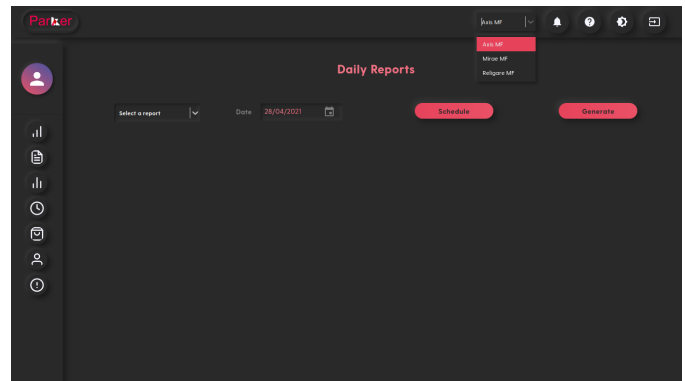 Parker
Axis MF
Axis MF
Mirae MF
Religare MF
Daily Reports
Select a report
Date 28/04/2021
Schedule
Generate